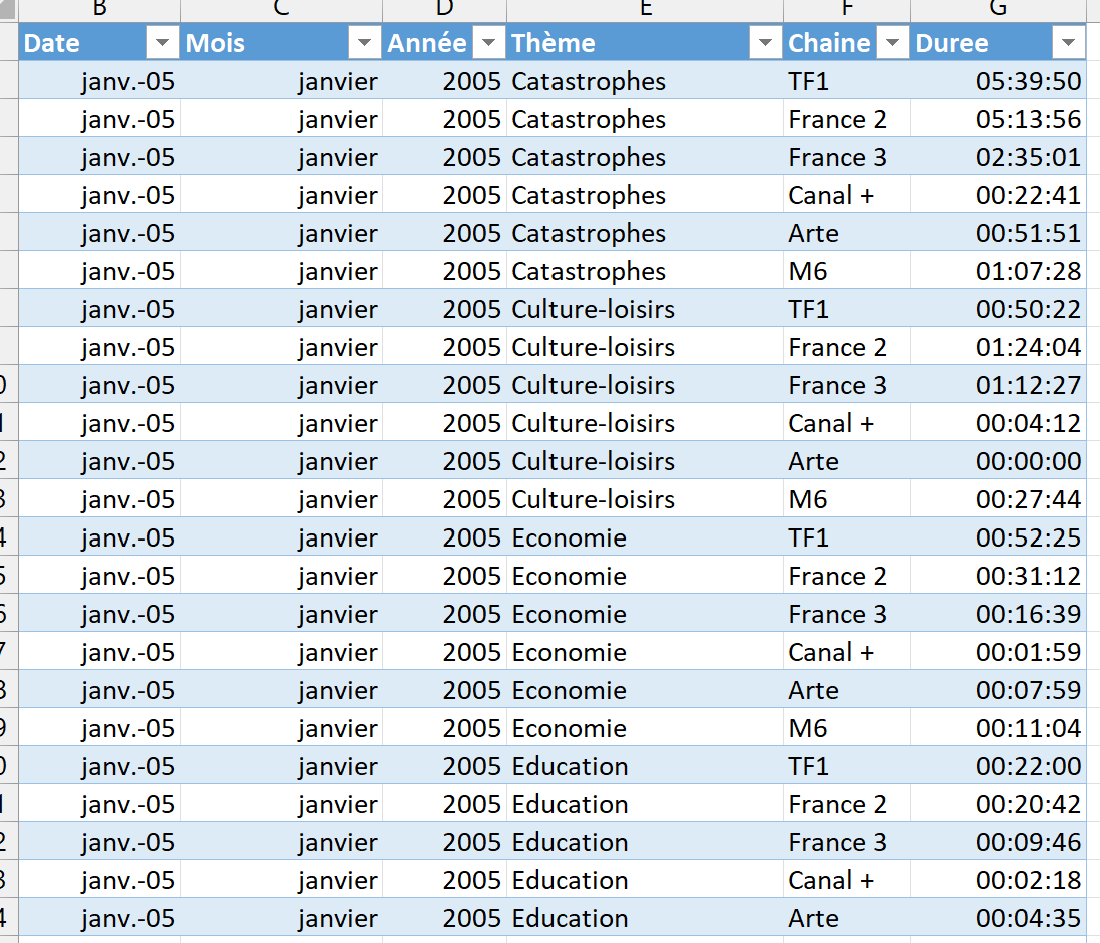 B C D E F G
Date Mois Année Thème Chaine Duree
janv.-05 janvier 2005 Catastrophes TF1 05:39:50
janv.-05 janvier 2005 Catastrophes France 2 05:13:56
janv.-05 janvier 2005 Catastrophes France 3 02:35:01
janv.-05 janvier 2005 Catastrophes Canal + 00:22:41
janv.-05 janvier 2005 Catastrophes Arte 00:51:51
janv.-05 janvier 2005 Catastrophes M6 01:07:28
janv.-05 janvier 2005 Culture-loisirs TF1 00:50:22
janv.-05 janvier 2005 Culture-loisirs France 2 01:24:04
janv.-05 janvier 2005 Culture-loisirs France 3 01:12:27
janv.-05 janvier 2005 Culture-loisirs Canal + 00:04:12
janv.-05 janvier 2005 Culture-loisirs Arte 00:00:00
janv.-05 janvier 2005 Culture-loisirs M6 00:27:44
janv.-05 janvier 2005 Economie TF1 00:52:25
janv.-05 janvier 2005 Economie France 2 00:31:12
janv.-05 janvier 2005 Economie France 3 00:16:39
janv.-05 janvier 2005 Economie Canal + 00:01:59
janv.-05 janvier 2005 Economie Arte 00:07:59
janv.-05 janvier 2005 Economie M6 00:11:04
janv.-05 janvier 2005 Education TF1 00:22:00
janv.-05 janvier 2005 Education France 2 00:20:42
janv.-05 janvier 2005 Education France 3 00:09:46
janv.-05 janvier 2005 Education Canal + 00:02:18
janv.-05 janvier 2005 Education Arte 00:04:35